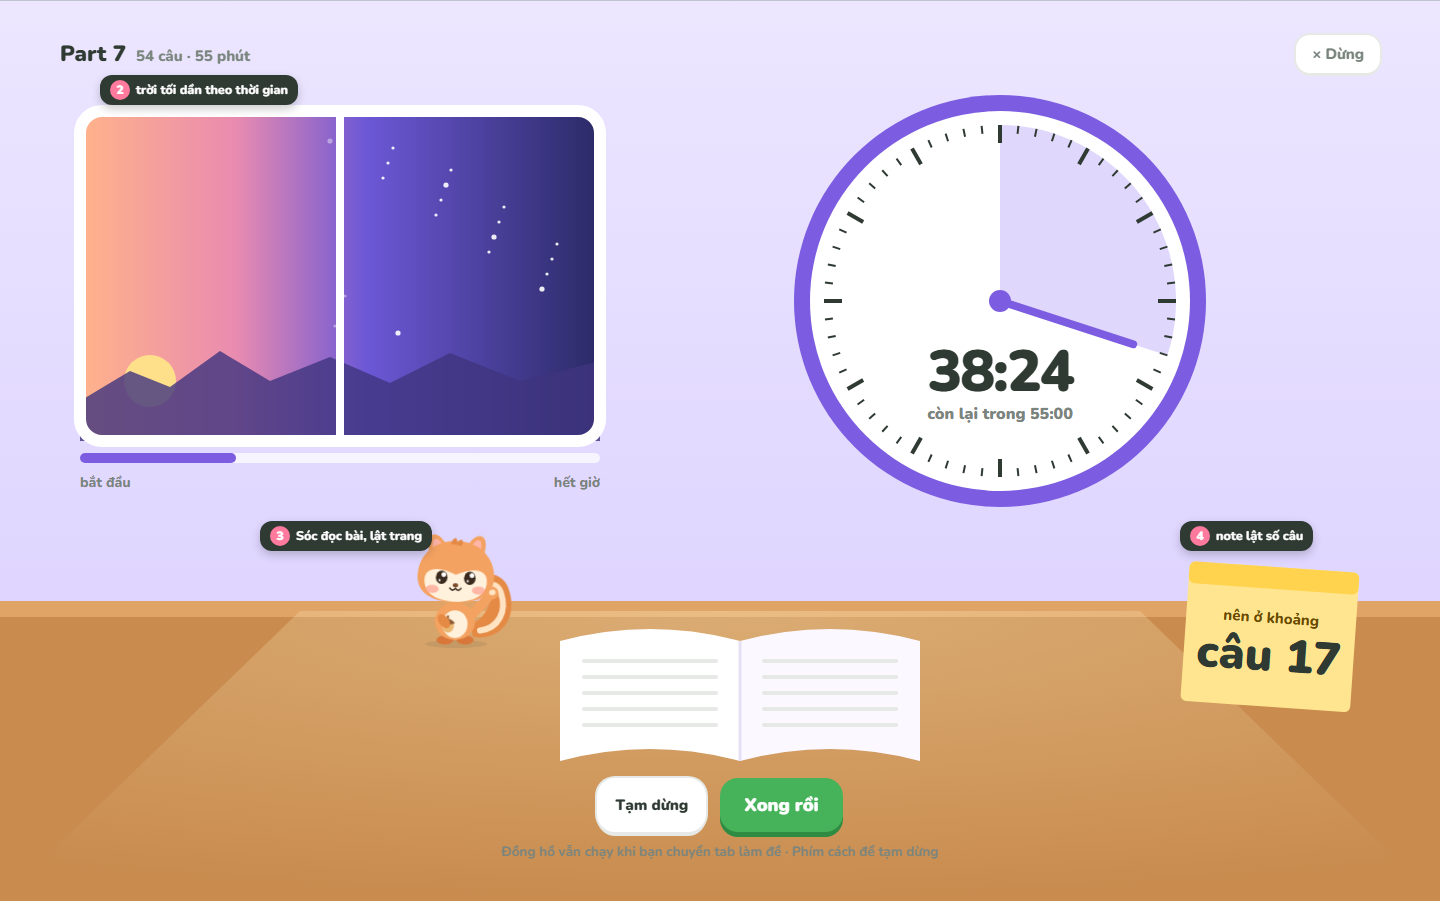 Part 7 54 câu · 55 phút
× Dừng
2 trời tối dần theo thời gian
38:24
còn lại trong 55:00
bắt đầu
hết giờ
3 Sóc đọc bài, lật trang
4 note lật số câu
nên ở khoảng
câu 17
Tạm dừng
Xong rồi
Đồng hồ vẫn chạy khi bạn chuyển tab làm đề · Phím cách để tạm dừng